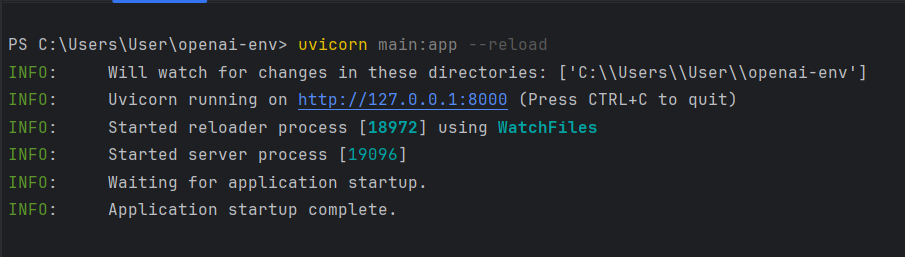 PS C:\Users\User\openai-env> uvicorn main:app --reload
INFO:     Will watch for changes in these directories: ['C:\\Users\\User\\openai-env']
INFO:     Uvicorn running on http://127.0.0.1:8000 (Press CTRL+C to quit)
INFO:     Started reloader process [18972] using WatchFiles
INFO:     Started server process [19096]
INFO:     Waiting for application startup.
INFO:     Application startup complete.